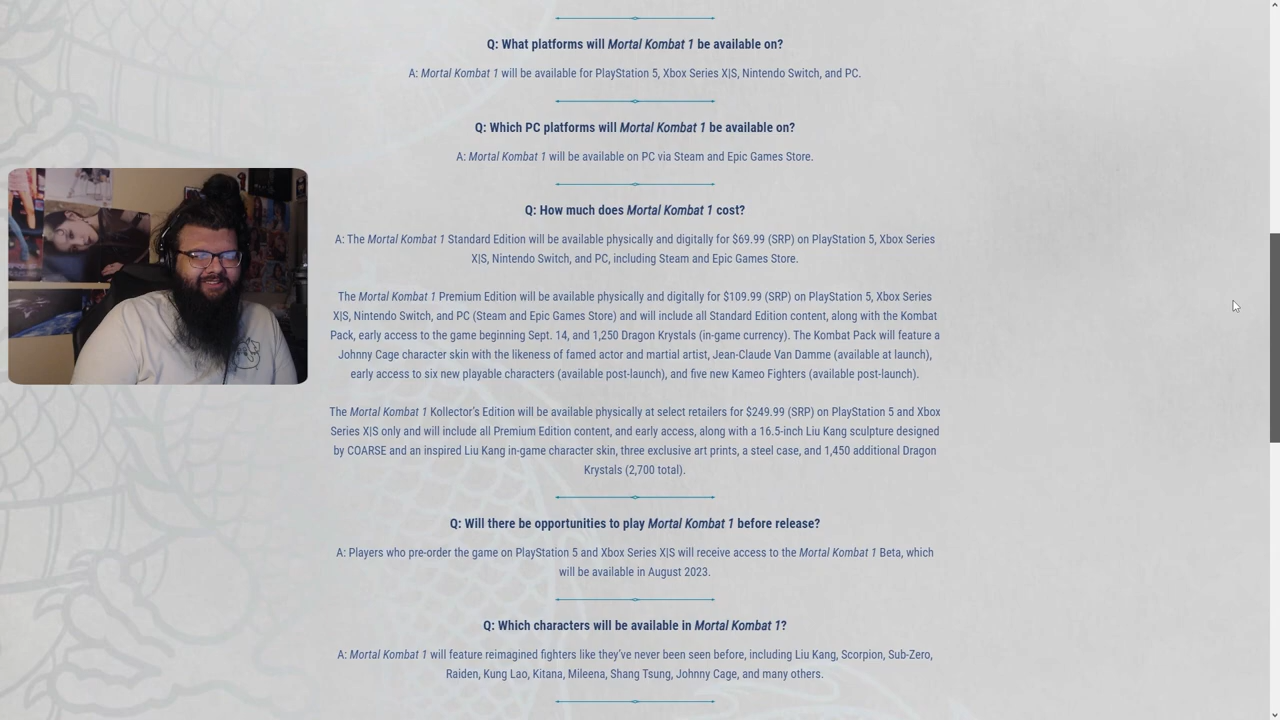 Q: What platforms will Mortal Kombat 1 be available on?
A: Mortal Kombat 1 will be available for PlayStation 5, Xbox Series X|S, Nintendo Switch, and PC.
Q: Which PC platforms will Mortal Kombat 1 be available on?
A: Mortal Kombat 1 will be available on PC via Steam and Epic Games Store.
Q: How much does Mortal Kombat 1 cost?
A: The Mortal Kombat 1 Standard Edition will be available physically and digitally for $69.99 (SRP) on PlayStation 5, Xbox Series
X|S, Nintendo Switch, and PC, including Steam and Epic Games Store.
The Mortal Kombat 1 Premium Edition will be available physically and digitally for $109.99 (SRP) on PlayStation 5, Xbox Series
X|S, Nintendo Switch, and PC (Steam and Epic Games Store) and will include all Standard Edition content, along with the Kombat
Pack, early access to the game beginning Sept. 14, and 1,250 Dragon Krystals (in-game currency). The Kombat Pack will feature a
Johnny Cage character skin with the likeness of famed actor and martial artist, Jean-Claude Van Damme (available at launch),
early access to six new playable characters (available post-launch), and five new Kameo Fighters (available post-launch).
The Mortal Kombat 1 Kollector's Edition will be available physically at select retailers for $249.99 (SRP) on PlayStation 5 and Xbox
Series X|S only and will include all Premium Edition content, and early access, along with a 16.5-inch Liu Kang sculpture designed
by COARSE and an inspired Liu Kang in-game character skin, three exclusive art prints, a steel case, and 1,450 additional Dragon
Krystals (2,700 total).
Q: Will there be opportunities to play Mortal Kombat 1 before release?
A: Players who pre-order the game on PlayStation 5 and Xbox Series X|S will receive access to the Mortal Kombat 1 Beta, which
will be available in August 2023.
Q: Which characters will be available in Mortal Kombat 1?
A: Mortal Kombat 1 will feature reimagined fighters like they've never been seen before, including Liu Kang, Scorpion, Sub-Zero,
Raiden, Kung Lao, Kitana, Mileena, Shang Tsung, Johnny Cage, and many others.